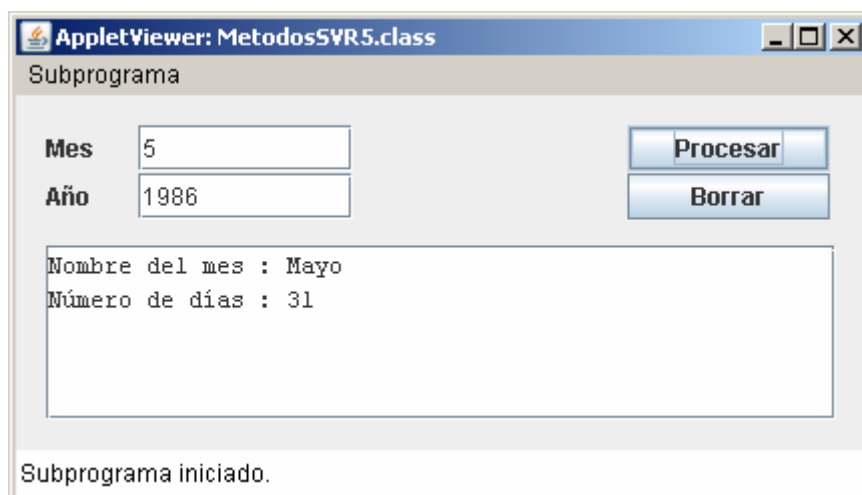 AppletViewer: MetodosSVR5.class
Subprograma
Mes 5 Procesar
Año 1986 Borrar
Nombre del mes : Mayo
Número de días : 31
Subprograma iniciado.